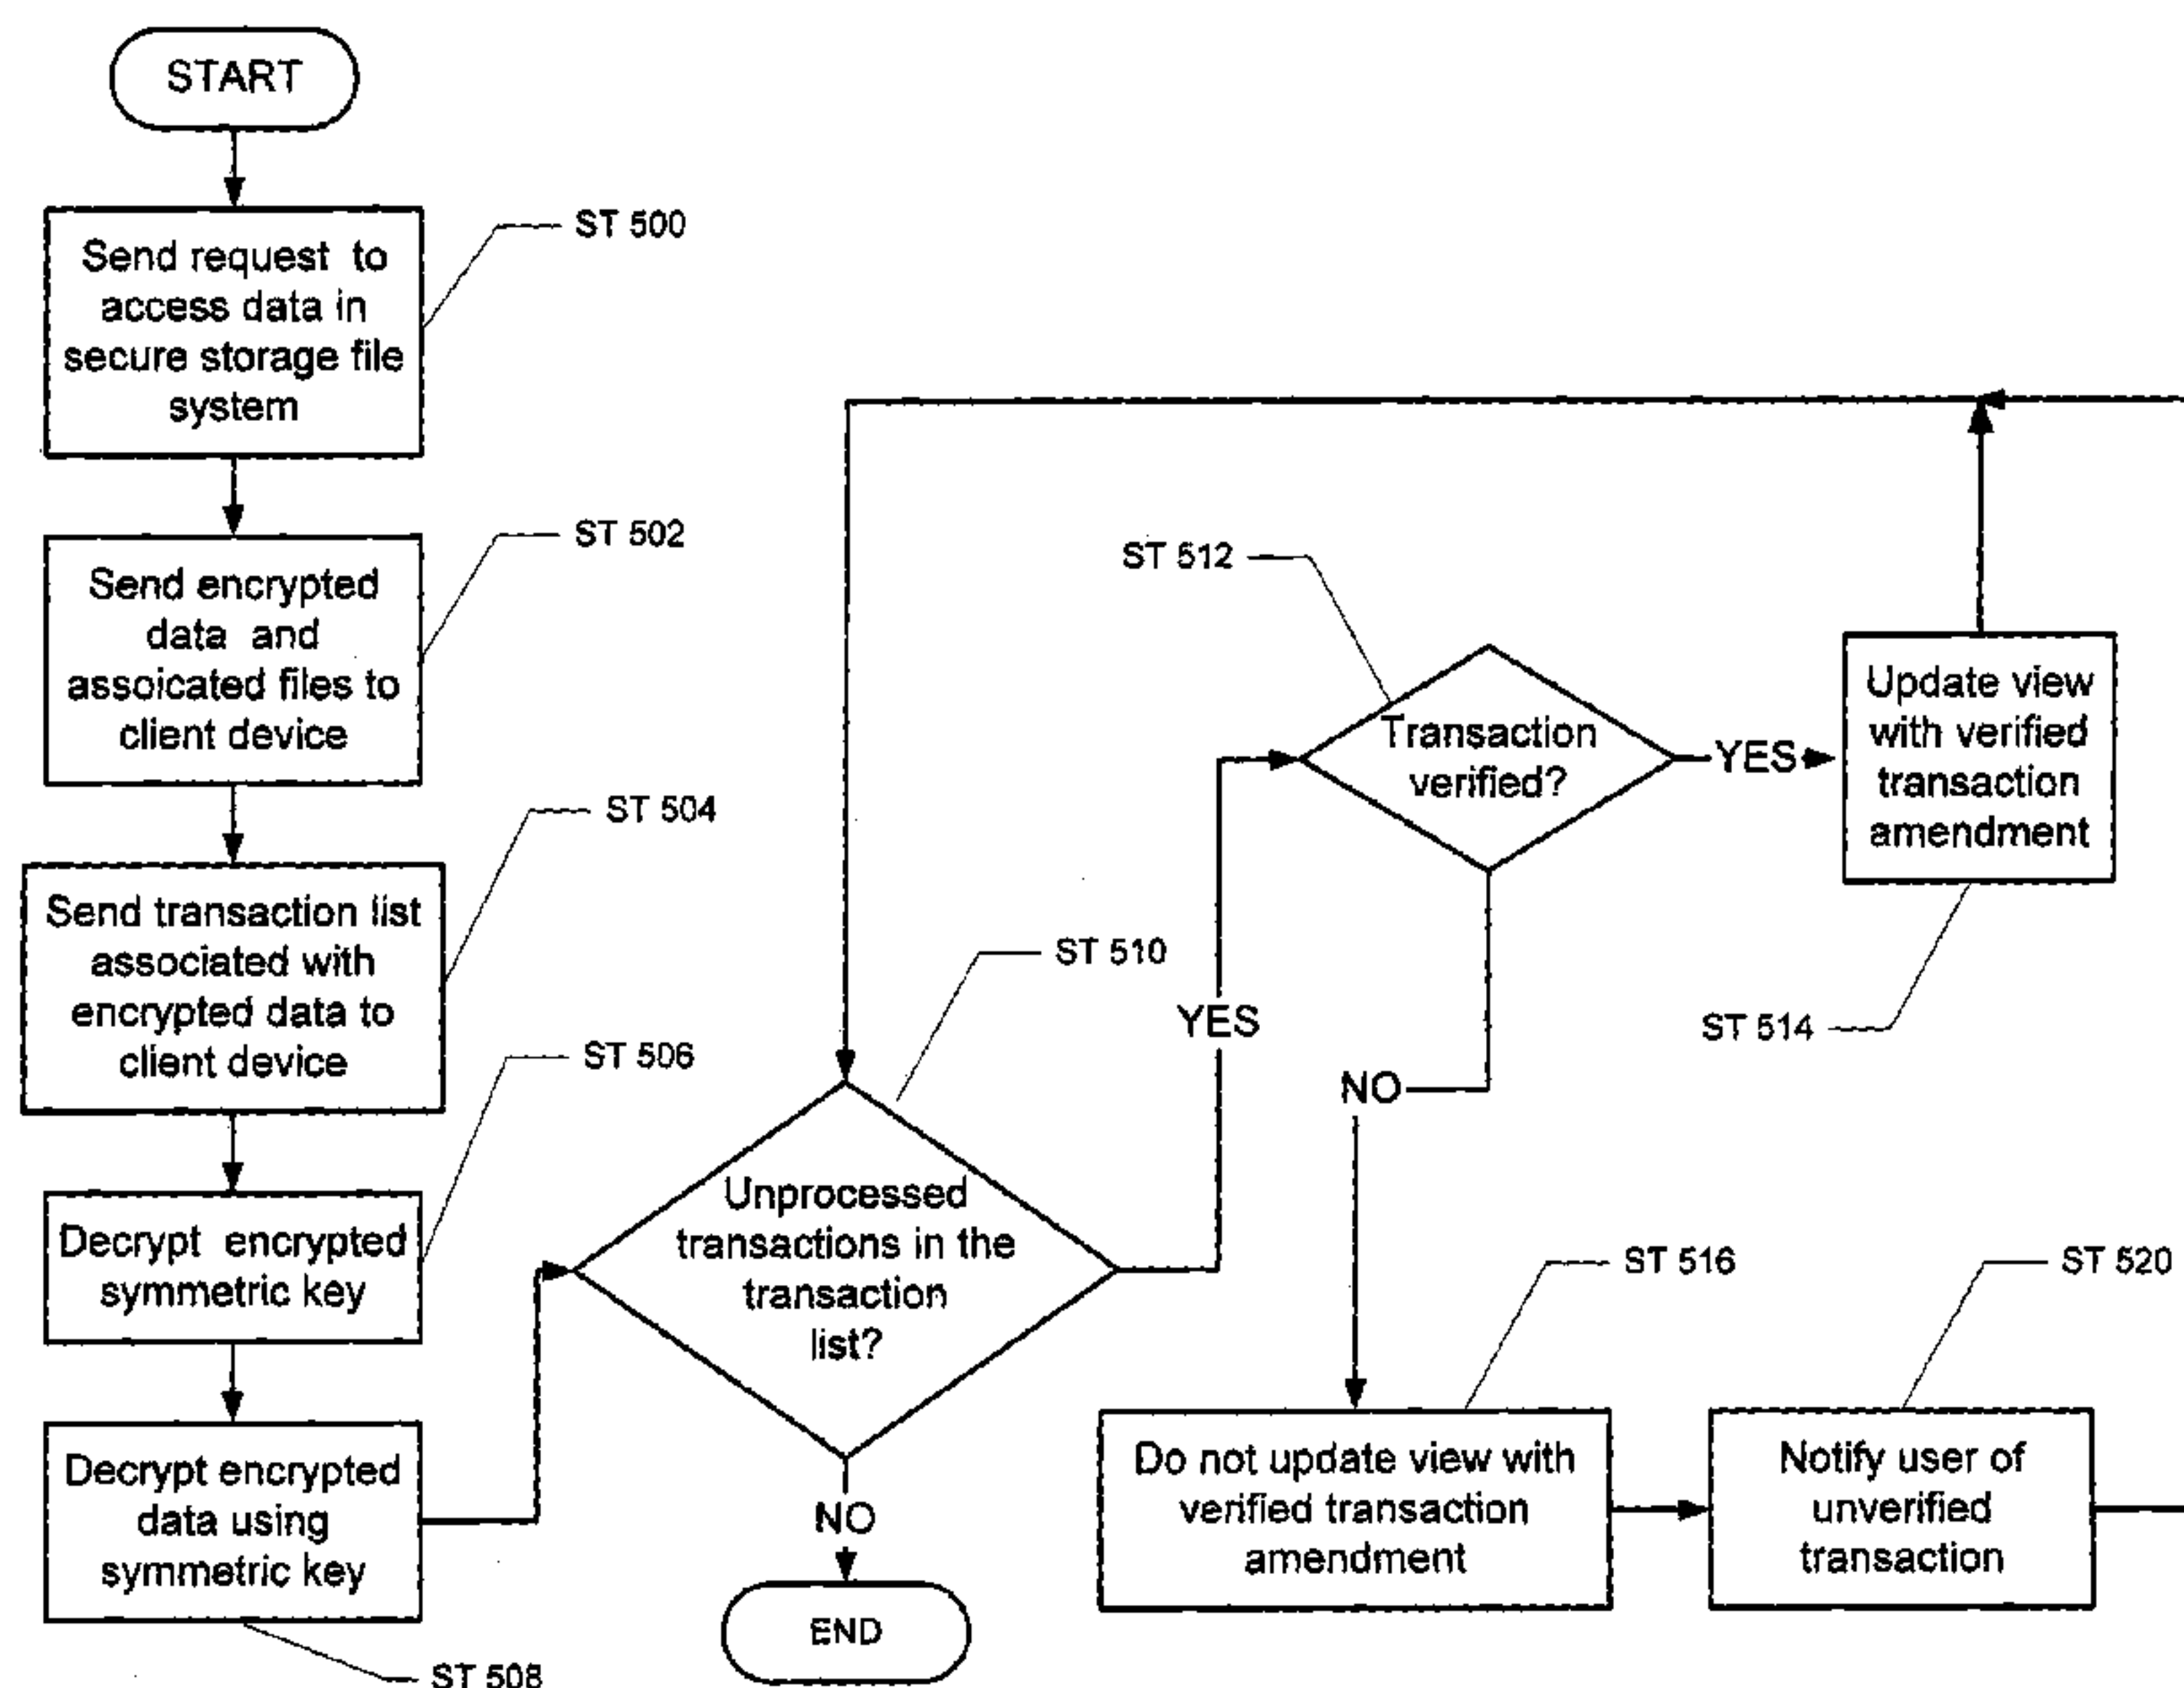 START
Send request to
access data in
secure storage file
system
ST 500
Send encrypted
data and
assoicated files to
client device
ST 502
Send transaction list
associated with
encrypted data to
client device
ST 504
Decrypt encrypted
symmetric key
ST 506
Decrypt encrypted
data using
symmetric key
ST 508
Unprocessed
transactions in the
transaction
list?
ST 510
YES
NO
END
Transaction
verified?
ST 512
YES
NO
Update view
with verified
transaction
amendment
ST 514
Do not update view with
verified transaction
amendment
ST 516
Notify user of
unverified
transaction
ST 520